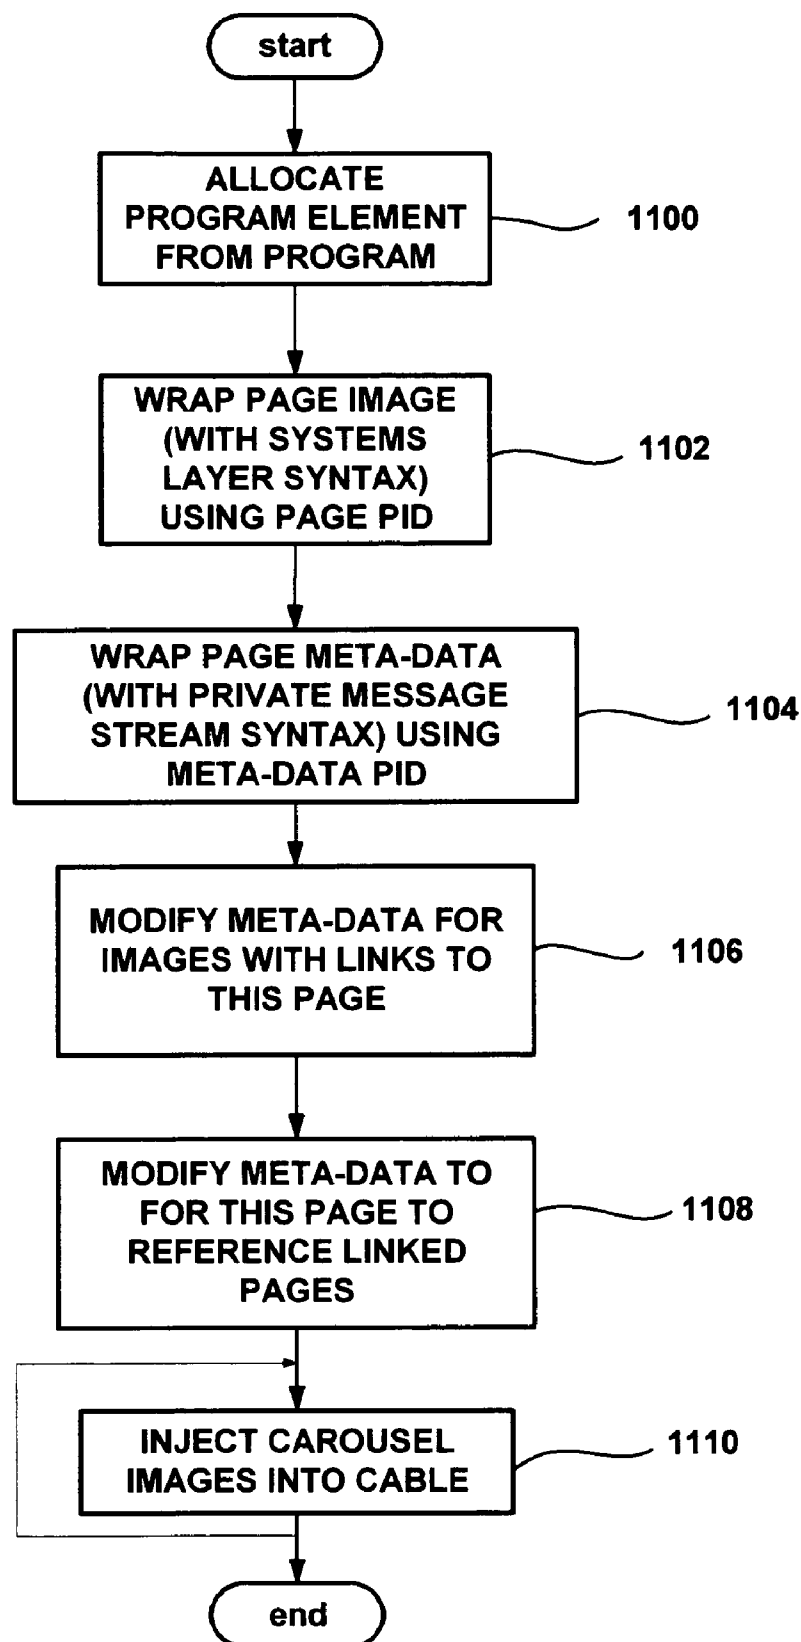 start
ALLOCATE
PROGRAM ELEMENT
FROM PROGRAM
1100
WRAP PAGE IMAGE
(WITH SYSTEMS
LAYER SYNTAX)
USING PAGE PID
1102
WRAP PAGE META-DATA
(WITH PRIVATE MESSAGE
STREAM SYNTAX) USING
META-DATA PID
1104
MODIFY META-DATA FOR
IMAGES WITH LINKS TO
THIS PAGE
1106
MODIFY META-DATA TO
FOR THIS PAGE TO
REFERENCE LINKED
PAGES
1108
INJECT CAROUSEL
IMAGES INTO CABLE
1110
end